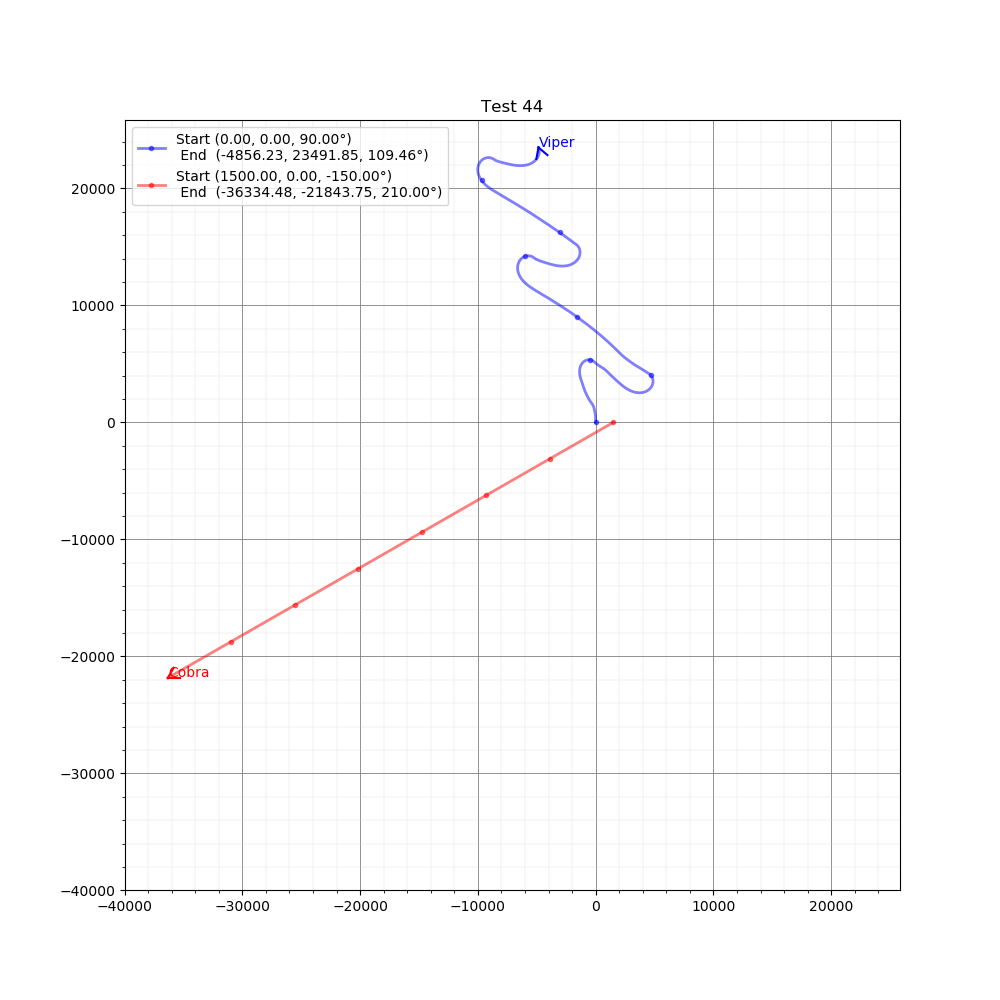 Test 44
Start (0.00, 0.00, 90.00°)
End  (-4856.23, 23491.85, 109.46°)
Start (1500.00, 0.00, -150.00°)
End  (-36334.48, -21843.75, 210.00°)
Viper
Cobra
20000
10000
0
−10000
−20000
−30000
−40000
−40000 −30000 −20000 −10000 0 10000 20000